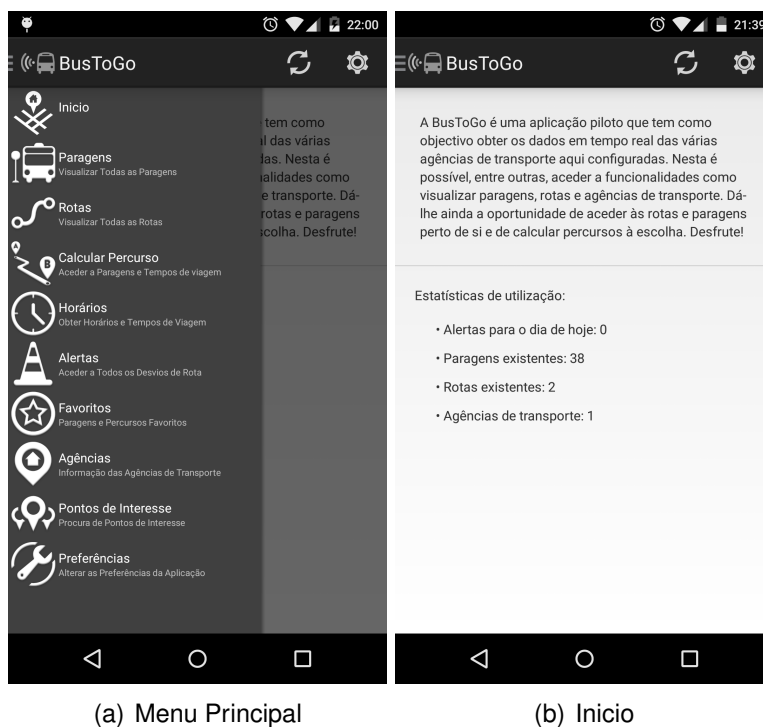 22:00
BusToGo
Inicio
Paragens
Visualizar Todas as Paragens
Rotas
Visualizar Todas as Rotas
A
B
Calcular Percurso
Aceder a Paragens e Tempos de viagem
Horários
Obter Horários e Tempos de Viagem
Alertas
Aceder a Todos os Desvios de Rota
Favoritos
Paragens e Percursos Favoritos
Agências
Informação das Agências de Transporte
Pontos de Interesse
Procura de Pontos de Interesse
Preferências
Alterar as Preferências da Aplicação
tem como
al das várias
das. Nesta é
nalidades como
e transporte. Dá-
rotas e paragens
scolha. Desfrute!
(a) Menu Principal
21:39
BusToGo
A BusToGo é uma aplicação piloto que tem como
objectivo obter os dados em tempo real das várias
agências de transporte aqui configuradas. Nesta é
possível, entre outras, aceder a funcionalidades como
visualizar paragens, rotas e agências de transporte. Dá-
lhe ainda a oportunidade de aceder às rotas e paragens
perto de si e de calcular percursos à escolha. Desfrute!
Estatísticas de utilização:
• Alertas para o dia de hoje: 0
• Paragens existentes: 38
• Rotas existentes: 2
• Agências de transporte: 1
(b) Inicio